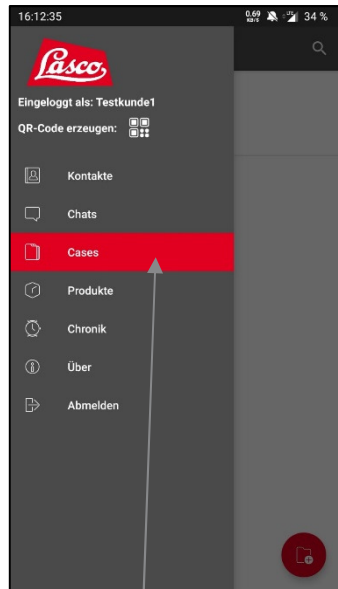 16:12:35
0.69
KB/S
34 %
Lasco
Eingeloggt als: Testkunde1
QR-Code erzeugen:
Kontakte
Chats
Cases
Produkte
Chronik
Über
Abmelden